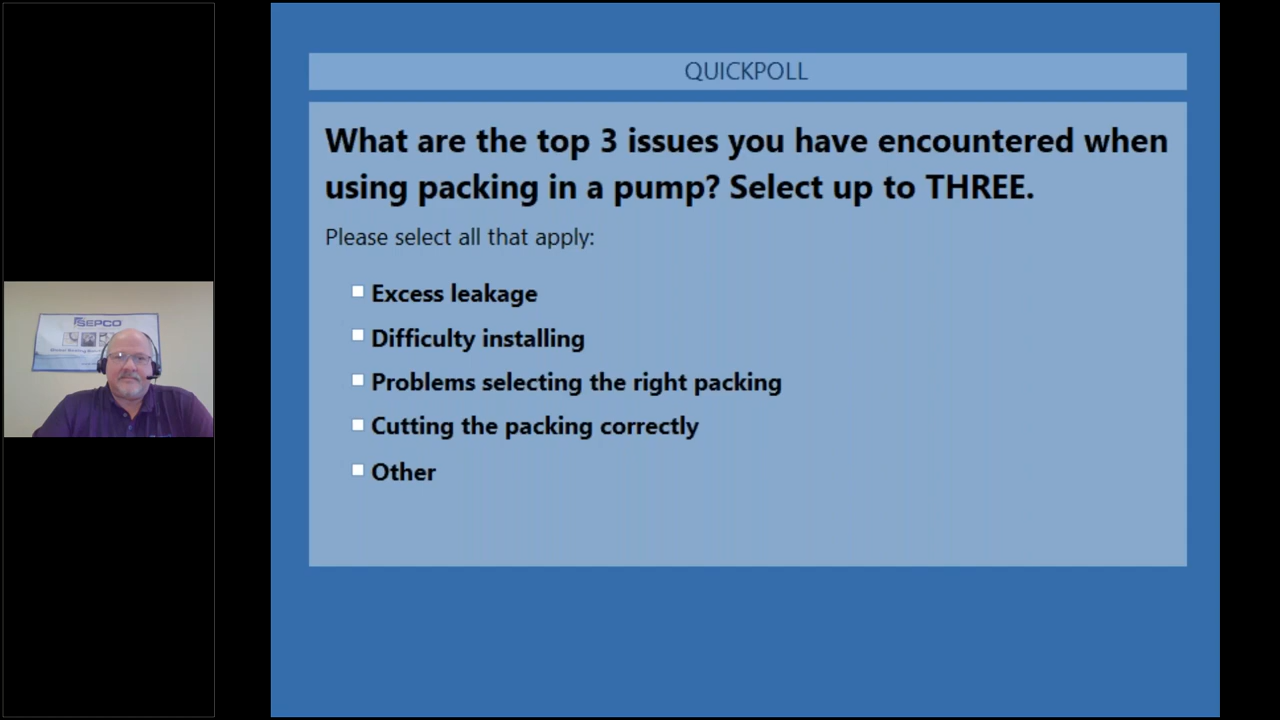 QUICKPOLL
What are the top 3 issues you have encountered when
using packing in a pump? Select up to THREE.
Please select all that apply:
Excess leakage
Difficulty installing
Problems selecting the right packing
Cutting the packing correctly
Other
SEPCO